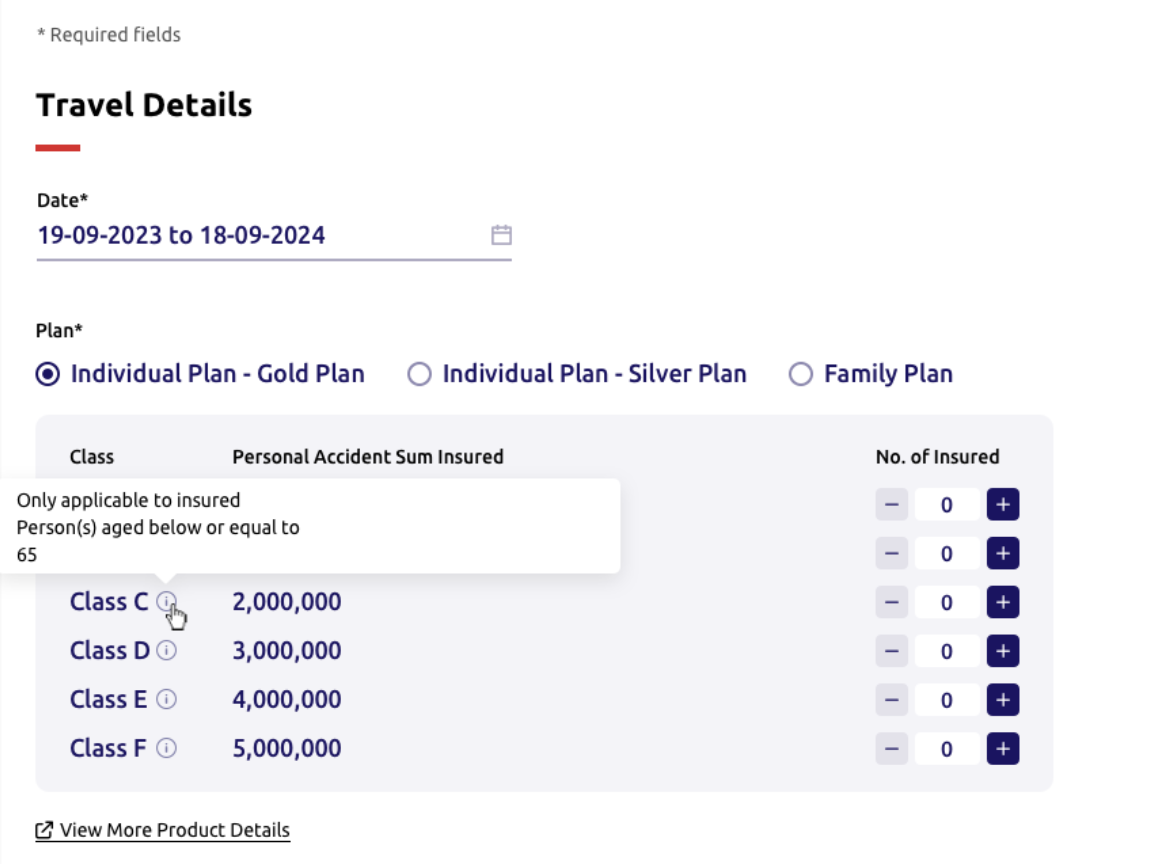 * Required fields
Travel Details
Date*
19-09-2023 to 18-09-2024
Plan*
Individual Plan - Gold Plan Individual Plan - Silver Plan Family Plan
Class Personal Accident Sum Insured No. of Insured
Only applicable to insured
Person(s) aged below or equal to
65
− 0 +
− 0 +
Class C 2,000,000 − 0 +
Class D 3,000,000 − 0 +
Class E 4,000,000 − 0 +
Class F 5,000,000 − 0 +
View More Product Details